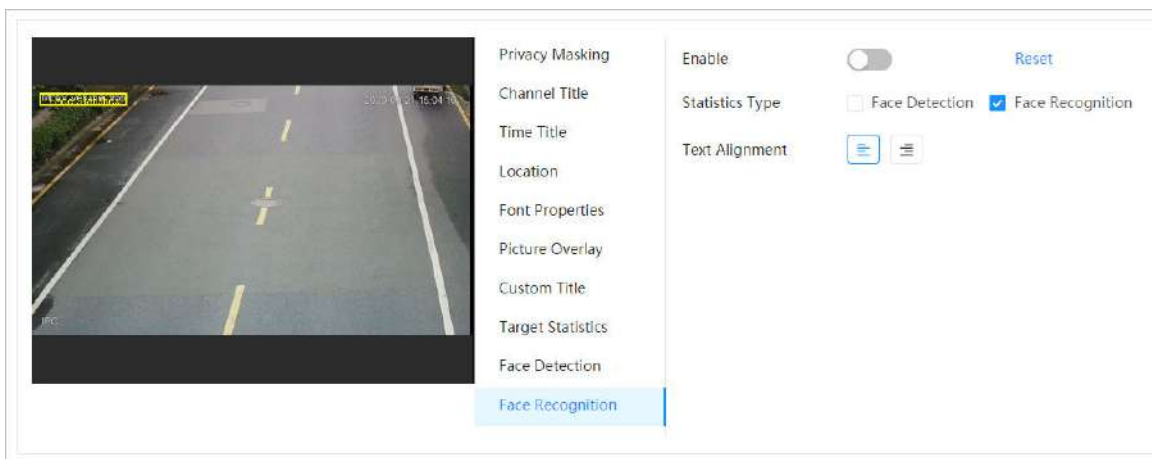 Privacy Masking
Channel Title
Time Title
Location
Font Properties
Picture Overlay
Custom Title
Target Statistics
Face Detection
Face Recognition
Enable
Reset
Statistics Type
Face Detection
Face Recognition
Text Alignment
IPC